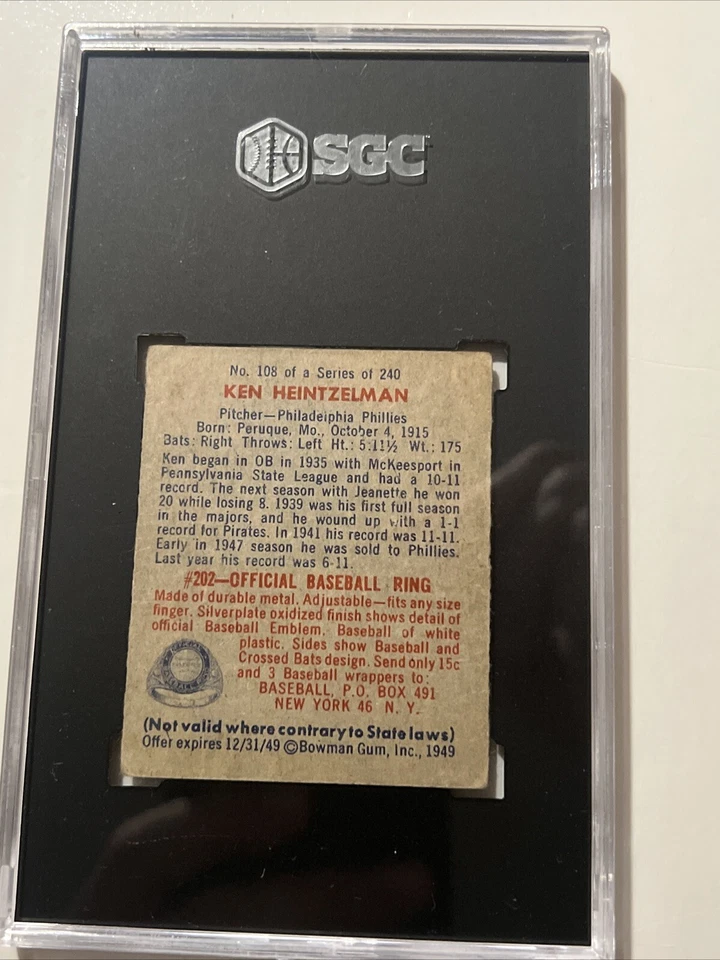 SGC
No. 108 of a Series of 240
KEN HEINTZELMAN
Pitcher—Philadelphia Phillies
Born: Peruque, Mo., October 4, 1915
Bats: Right Throws: Left Ht.: 5:11½ Wt.: 175
Ken began in OB in 1935 with McKeesport in
Pennsylvania State League and had a 10-11
record. The next season with Jeanette he won
20 while losing 8. 1939 was his first full season
in the majors, and he wound up with a 1-1
record for Pirates. In 1941 his record was 11-11.
Early in 1947 season he was sold to Phillies.
Last year his record was 6-11.
#202—OFFICIAL BASEBALL RING
Made of durable metal. Adjustable—fits any size
finger. Silverplate oxidized finish shows detail of
official Baseball Emblem. Baseball of white
plastic. Sides show Baseball and
Crossed Bats design. Send only 15c
and 3 Baseball wrappers to:
BASEBALL, P.O. BOX 491
NEW YORK 46 N. Y.
(Not valid where contrary to State laws)
Offer expires 12/31/49 ©Bowman Gum, Inc., 1949